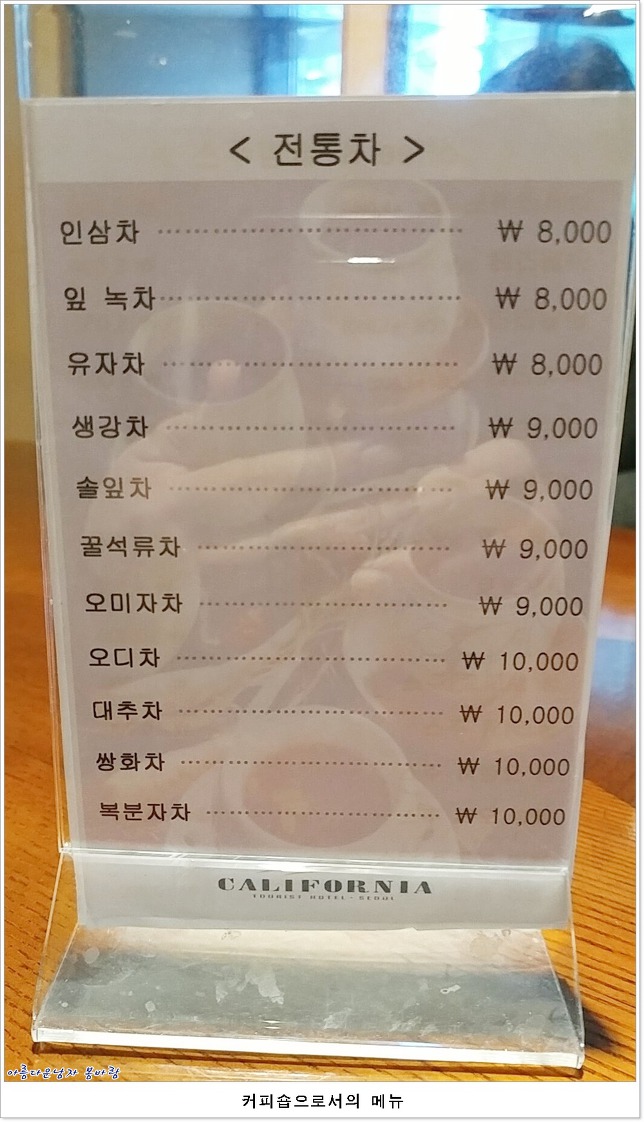 < 전통차 >
인삼차 ······························ ₩ 8,000
잎 녹차······························ ₩ 8,000
유자차 ······························ ₩ 8,000
생강차 ······························ ₩ 9,000
솔잎차 ······························ ₩ 9,000
꿀석류차 ·························· ₩ 9,000
오미자차 ·························· ₩ 9,000
오디차 ···························· ₩ 10,000
대추차 ···························· ₩ 10,000
쌍화차 ···························· ₩ 10,000
복분자차 ························ ₩ 10,000
CALIFORNIA
TOURIST HOTEL - SEOUL
아름다운남자 봄바람
커피숍으로서의 메뉴